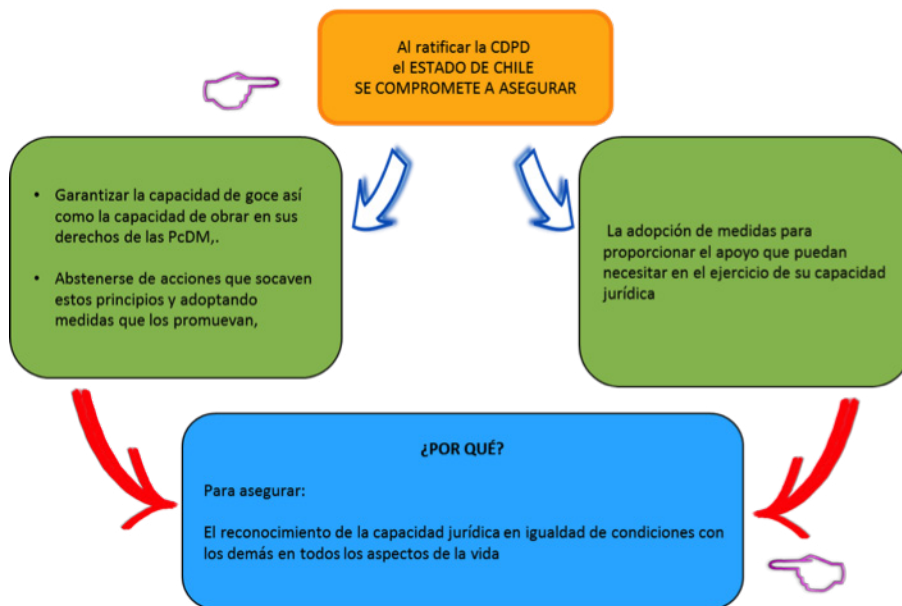 Al ratificar la CDPD
el ESTADO DE CHILE
SE COMPROMETE A ASEGURAR
• Garantizar la capacidad de goce así
como la capacidad de obrar en sus
derechos de las PcDM,.
• Abstenerse de acciones que socaven
estos principios y adoptando
medidas que los promuevan,
La adopción de medidas para
proporcionar el apoyo que puedan
necesitar en el ejercicio de su capacidad
jurídica
¿POR QUÉ?
Para asegurar:
El reconocimiento de la capacidad jurídica en igualdad de condiciones con
los demás en todos los aspectos de la vida